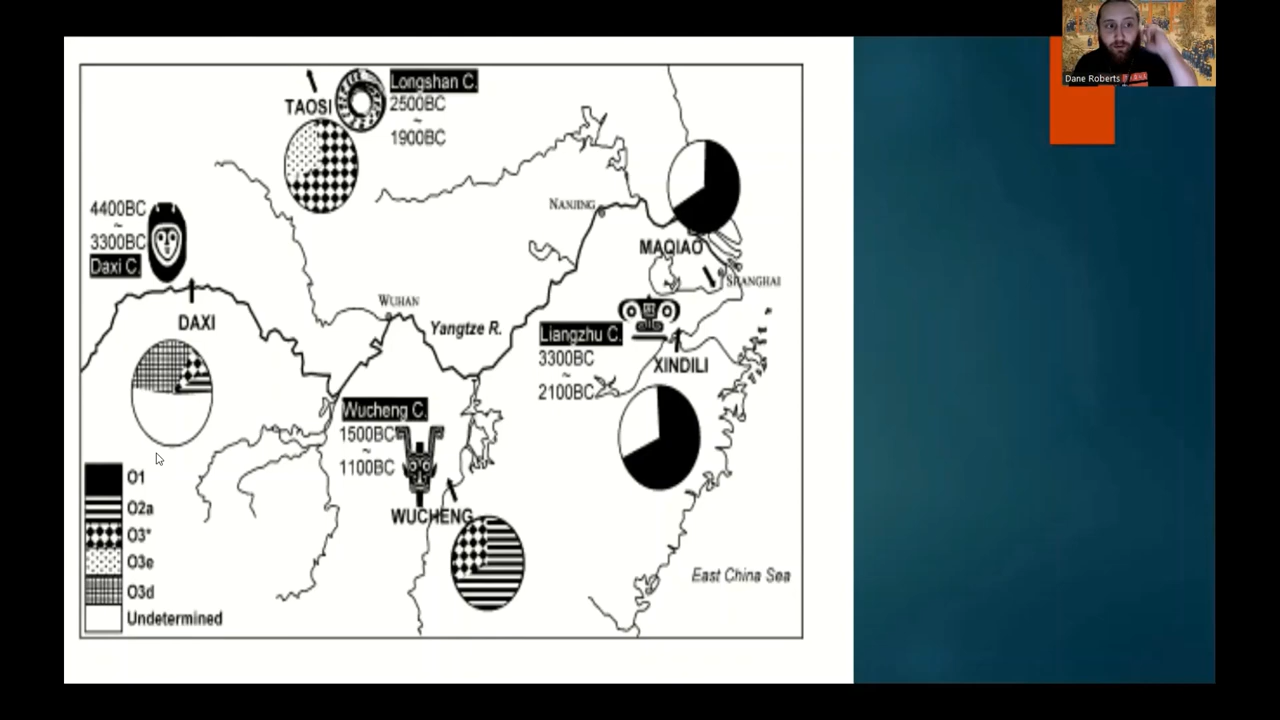 Dane Roberts
TAOSI
Longshan C.
2500BC
~
1900BC
4400BC
~
3300BC
Daxi C.
DAXI
NANJING
MAQIAO
SHANGHAI
WUHAN
Yangtze R.
Liangzhu C.
3300BC
~
2100BC
XINDILI
Wucheng C.
1500BC
~
1100BC
WUCHENG
East China Sea
O1
O2a
O3*
O3e
O3d
Undetermined